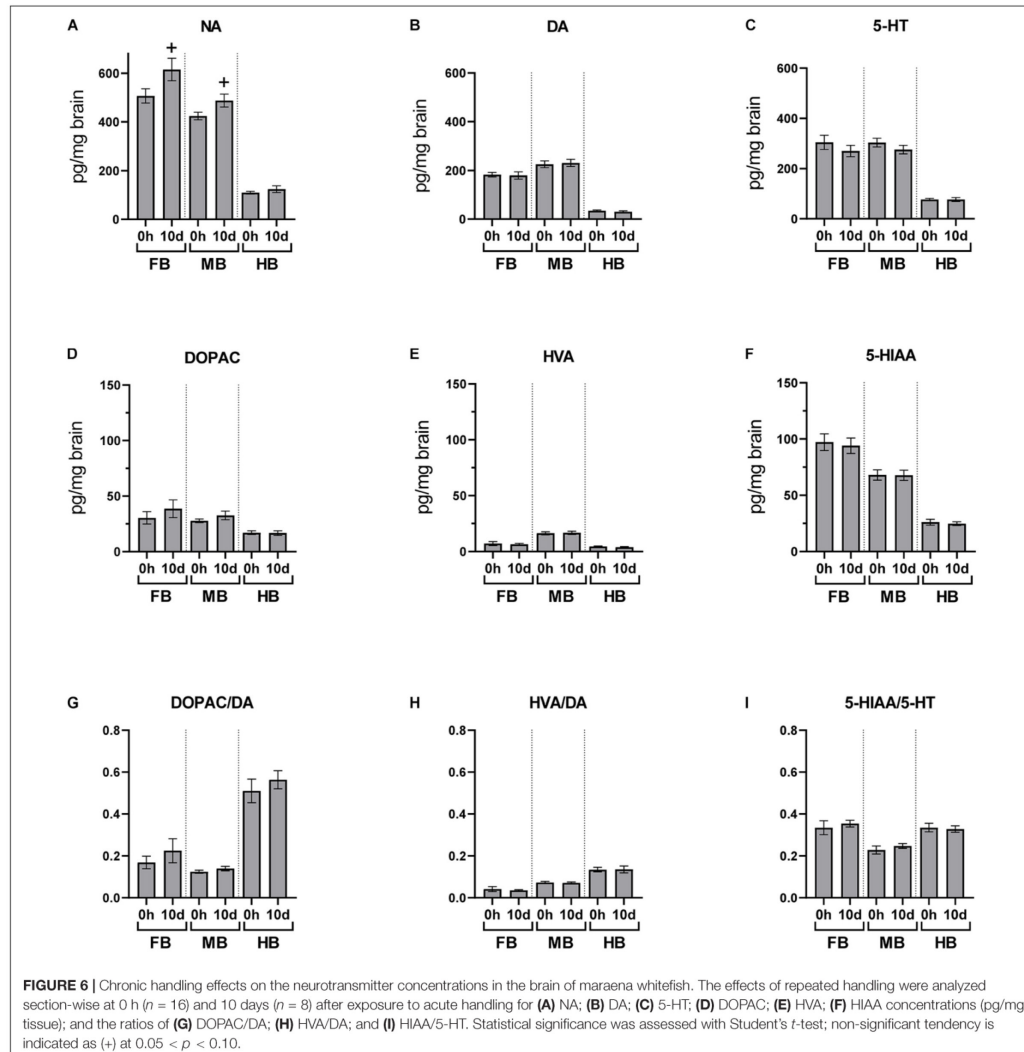 A NA
B DA
C 5-HT
pg/mg brain
600
400
200
0
+
+
0h 10d 0h 10d 0h 10d
FB MB HB
pg/mg brain
600
400
200
0
0h 10d 0h 10d 0h 10d
FB MB HB
pg/mg brain
600
400
200
0
0h 10d 0h 10d 0h 10d
FB MB HB
D DOPAC
E HVA
F 5-HIAA
pg/mg brain
150
100
50
0
0h 10d 0h 10d 0h 10d
FB MB HB
pg/mg brain
150
100
50
0
0h 10d 0h 10d 0h 10d
FB MB HB
pg/mg brain
150
100
50
0
0h 10d 0h 10d 0h 10d
FB MB HB
G DOPAC/DA
H HVA/DA
I 5-HIAA/5-HT
0.8
0.6
0.4
0.2
0.0
0h 10d 0h 10d 0h 10d
FB MB HB
0.8
0.6
0.4
0.2
0.0
0h 10d 0h 10d 0h 10d
FB MB HB
0.8
0.6
0.4
0.2
0.0
0h 10d 0h 10d 0h 10d
FB MB HB
FIGURE 6 | Chronic handling effects on the neurotransmitter concentrations in the brain of maraena whitefish. The effects of repeated handling were analyzed
section-wise at 0 h (n = 16) and 10 days (n = 8) after exposure to acute handling for (A) NA; (B) DA; (C) 5-HT; (D) DOPAC; (E) HVA; (F) HIAA concentrations (pg/mg
tissue); and the ratios of (G) DOPAC/DA; (H) HVA/DA; and (I) HIAA/5-HT. Statistical significance was assessed with Student's t-test; non-significant tendency is
indicated as (+) at 0.05 < p < 0.10.